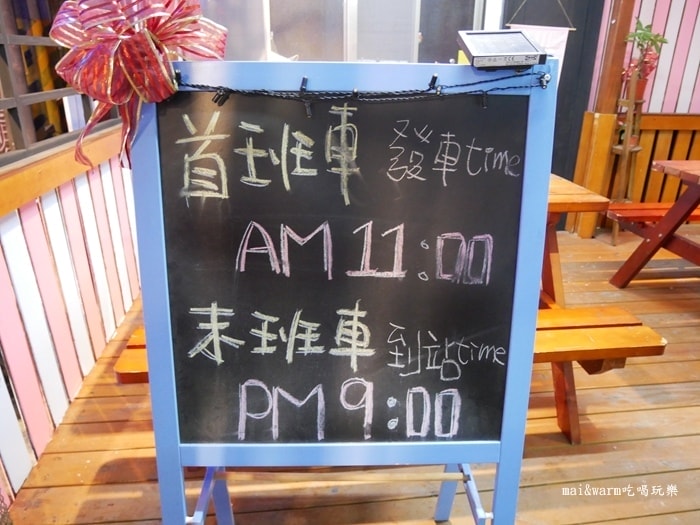 首班車 發車time
AM 11:00
末班車 到站time
PM 9:00
mai&warm吃喝玩樂